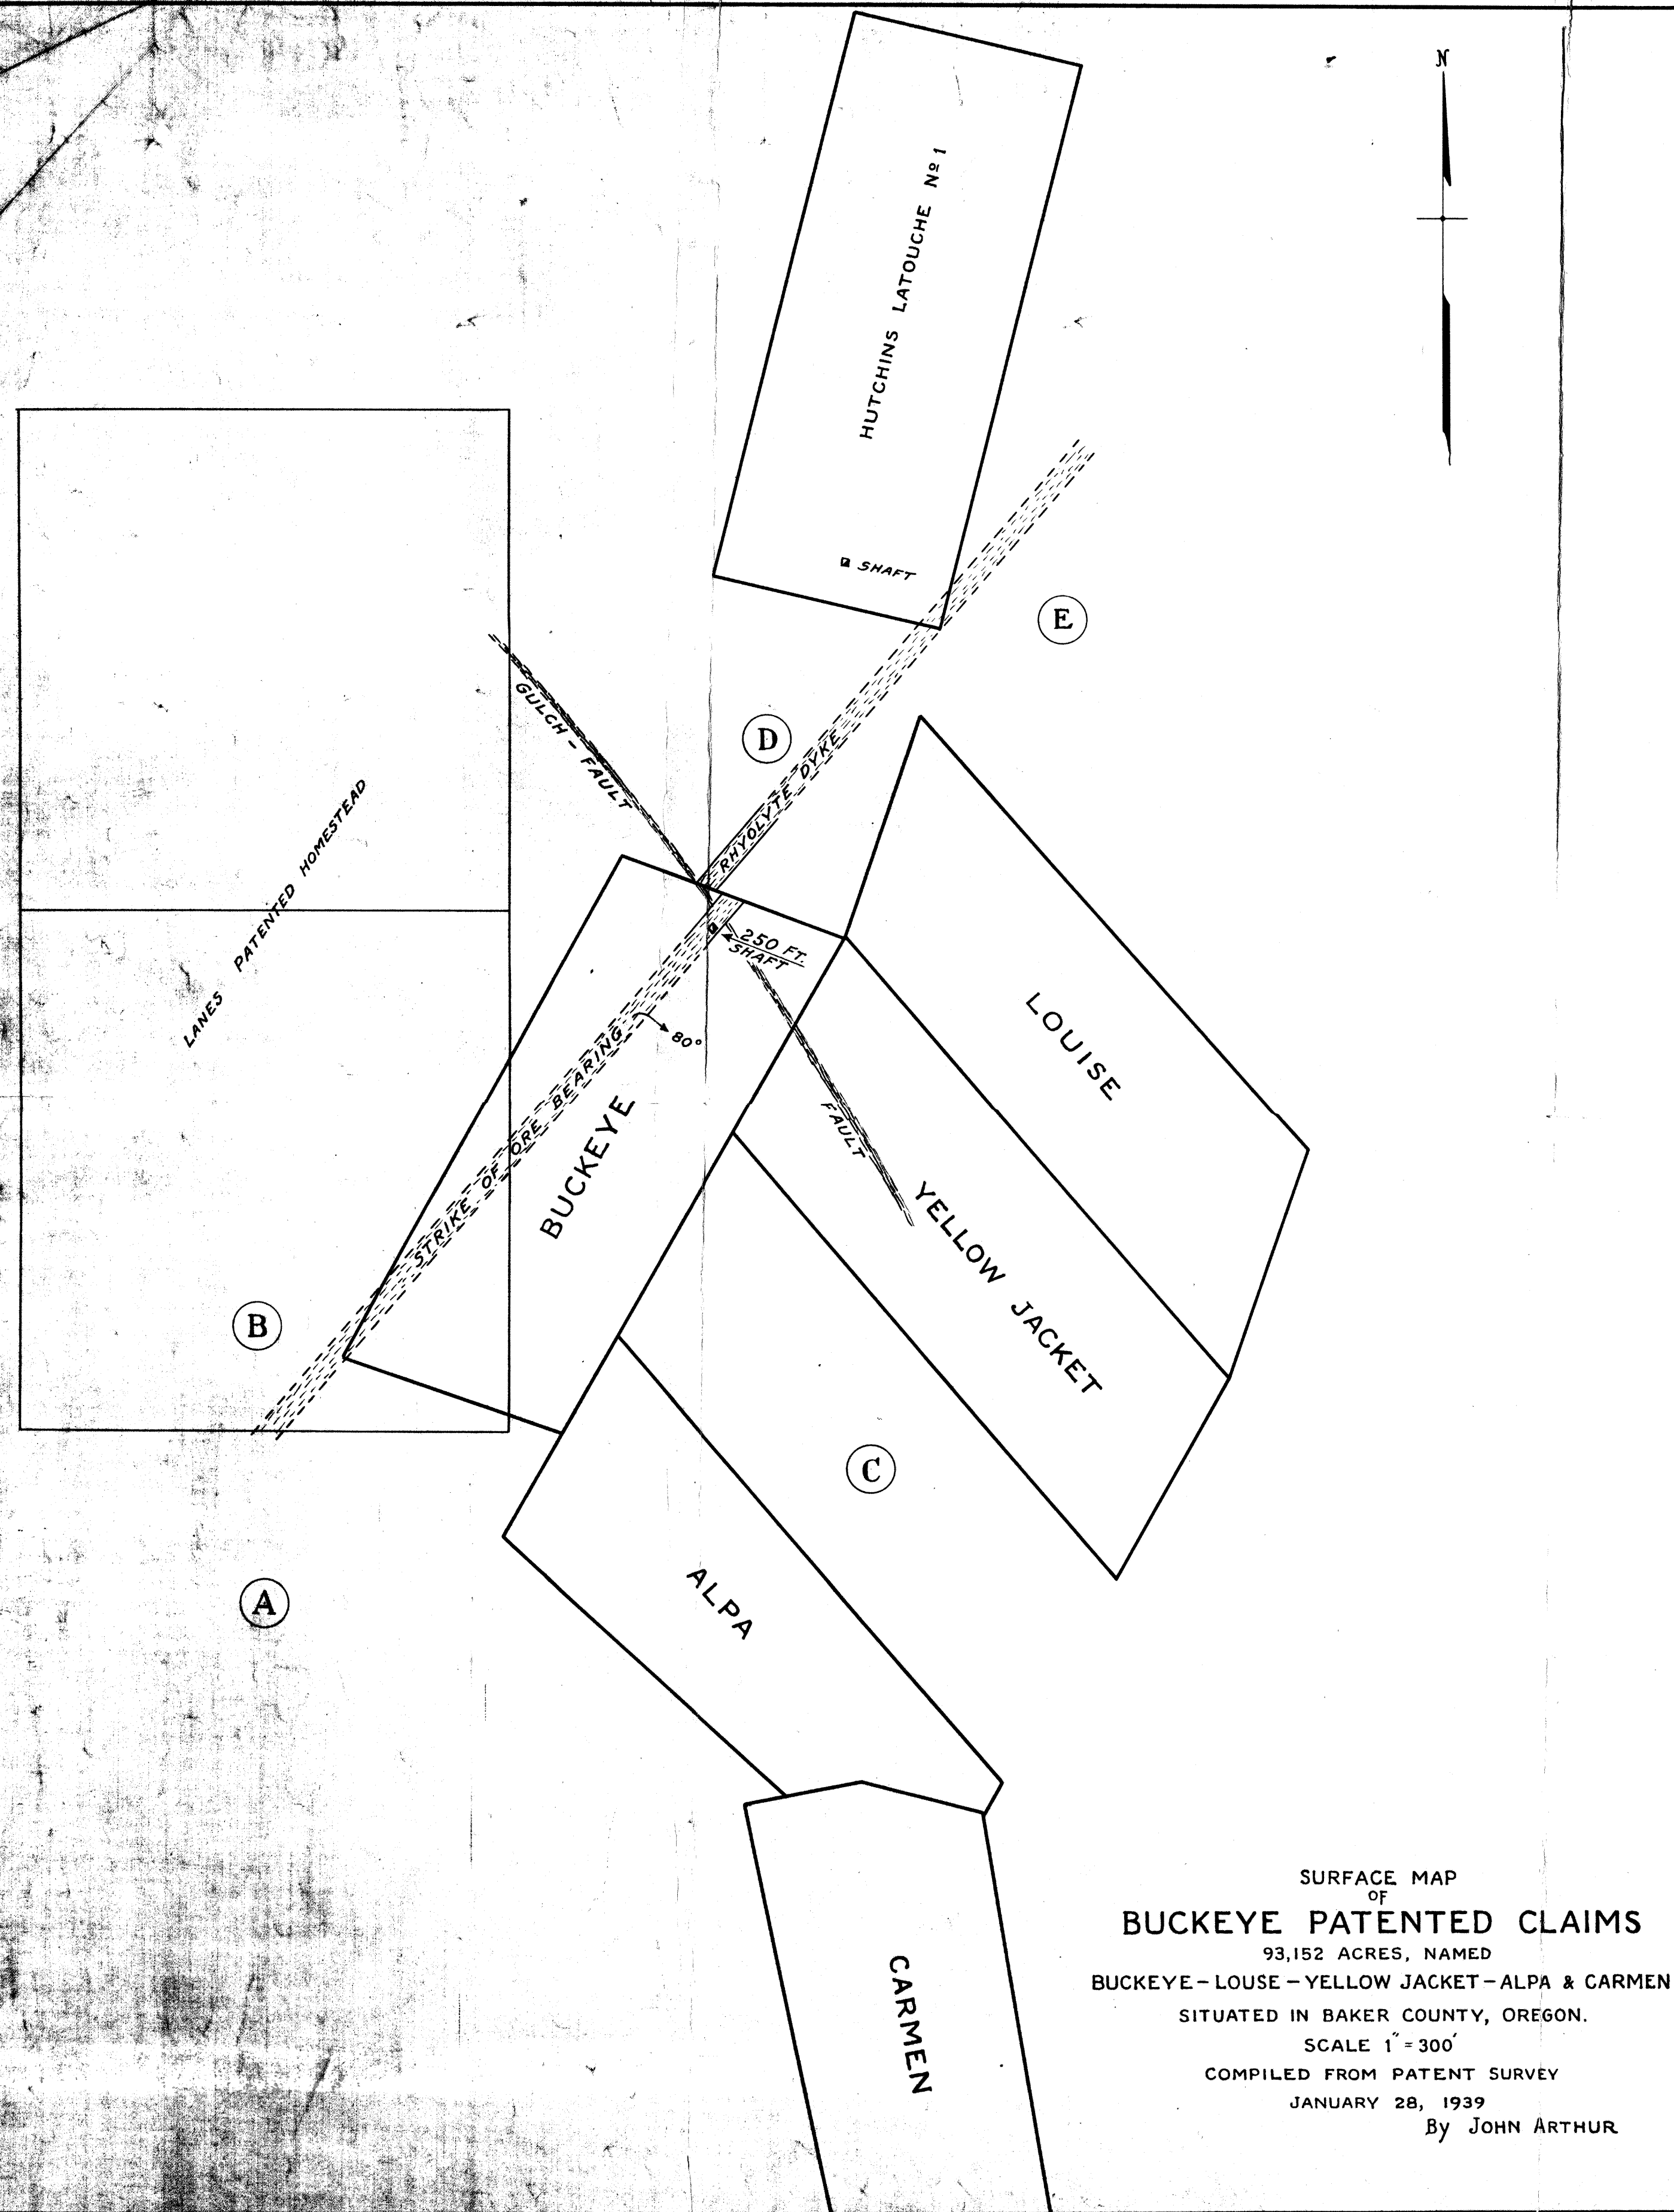 N
HUTCHINS LATOUCHE Nº 1
SHAFT
E
D
GULCH - FAULT
RHYOLYTE DYKE
LANES PATENTED HOMESTEAD
250 FT.
SHAFT
80°
STRIKE OF ORE BEARING
BUCKEYE
LOUISE
FAULT
YELLOW JACKET
B
C
A
ALPA
CARMEN
SURFACE MAP
OF
BUCKEYE PATENTED CLAIMS
93,152 ACRES, NAMED
BUCKEYE - LOUSE - YELLOW JACKET - ALPA & CARMEN
SITUATED IN BAKER COUNTY, OREGON.
SCALE 1" = 300'
COMPILED FROM PATENT SURVEY
JANUARY 28, 1939
By JOHN ARTHUR